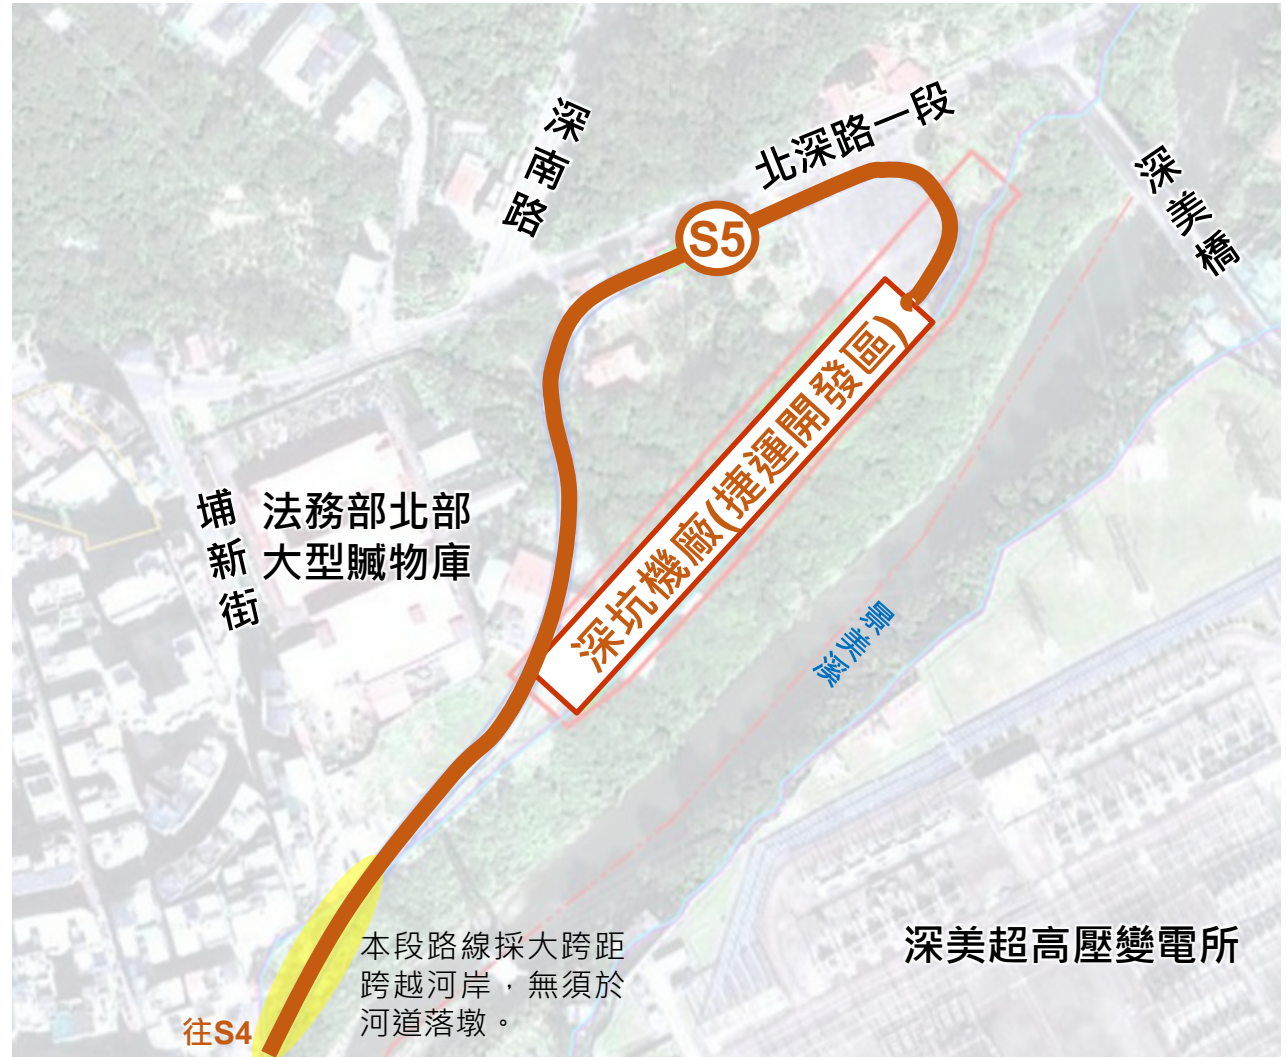 深南路
北深路一段
深美橋
S5
深坑機廠(捷運開發區)
埔新街
法務部北部
大型贓物庫
景美溪
本段路線採大跨距
跨越河岸，無須於
河道落墩。
深美超高壓變電所
往S4